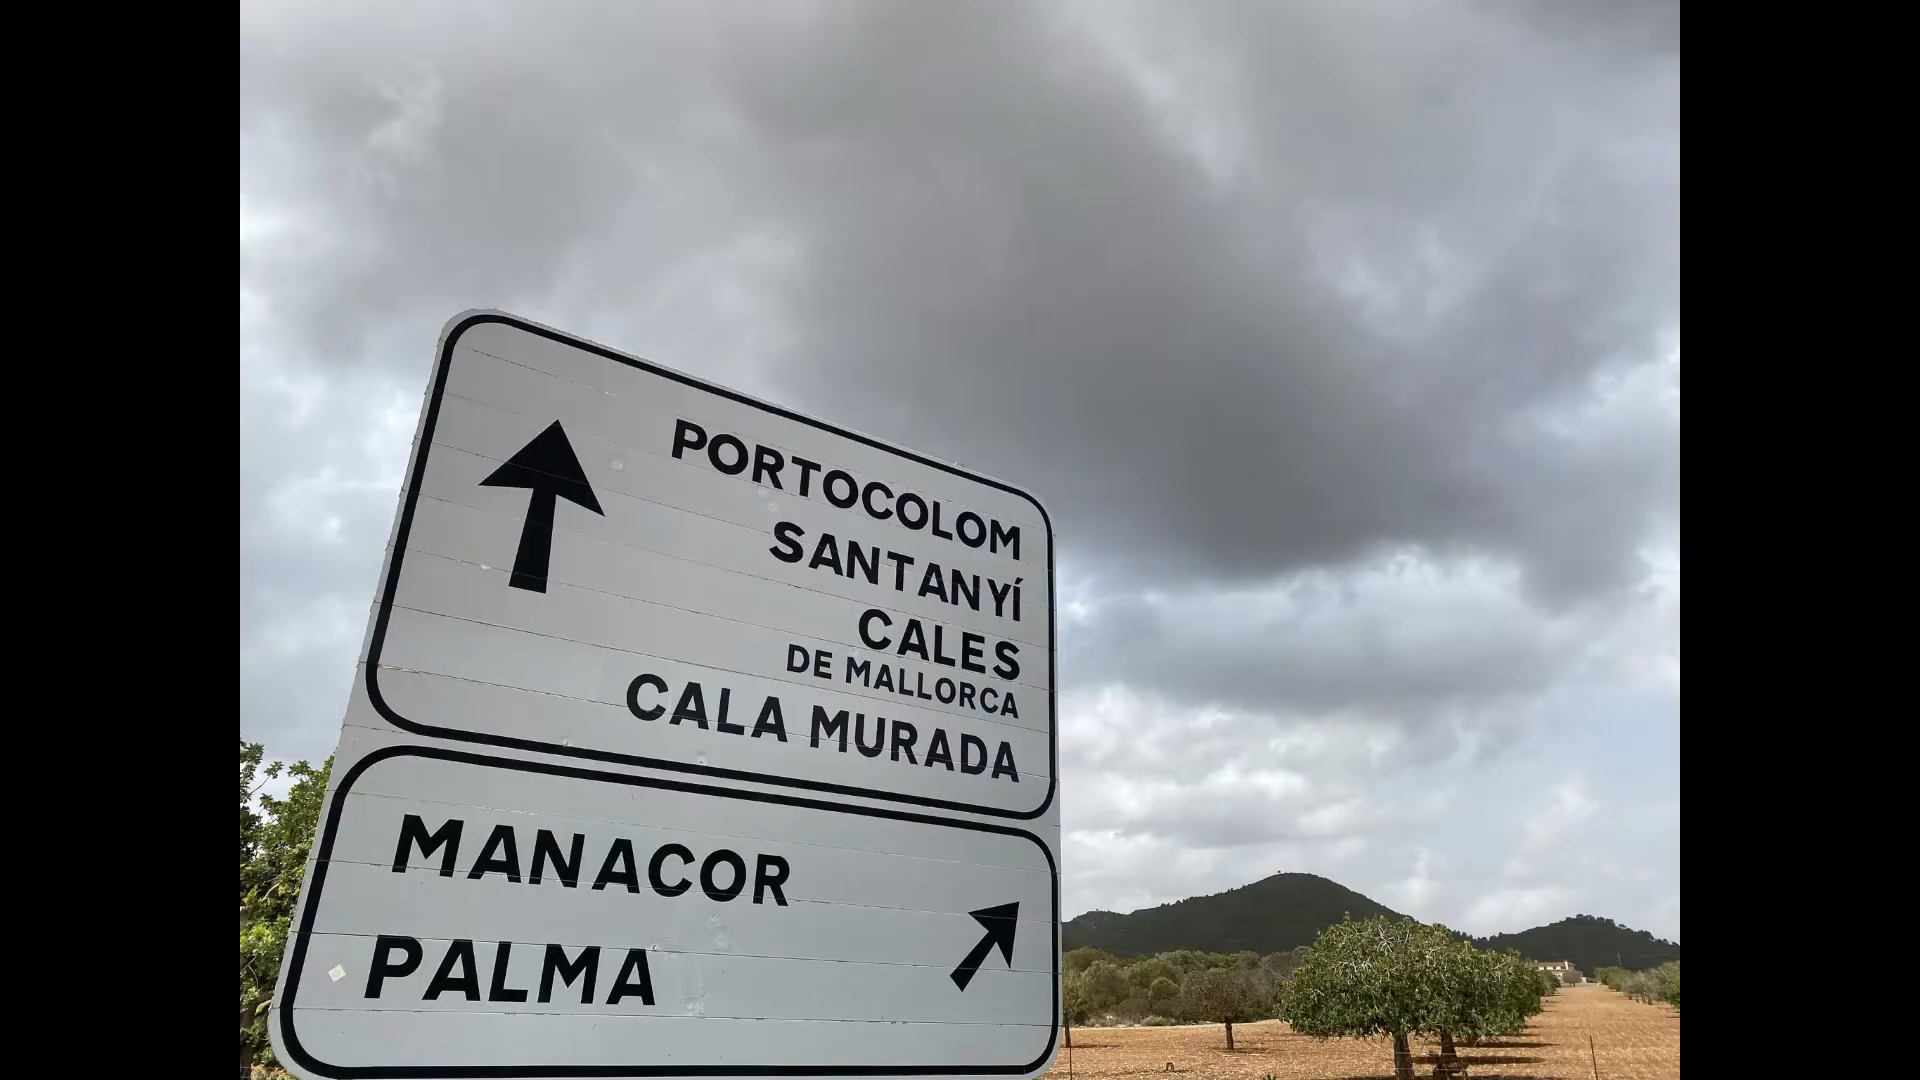 PORTOCOLOM
SANTANYÍ
CALES
DE MALLORCA
CALA MURADA
MANACOR
PALMA